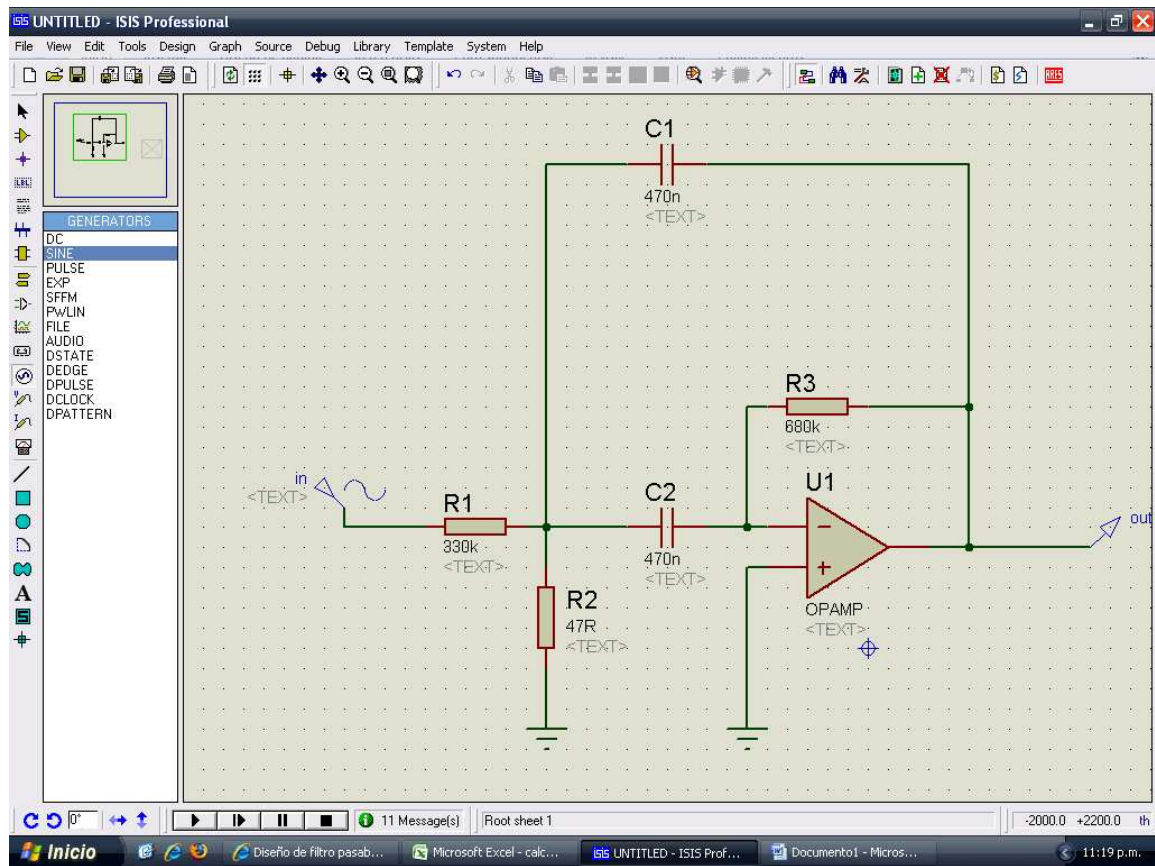 UNTITLED - ISIS Professional
File View Edit Tools Design Graph Source Debug Library Template System Help
ARES
LBL
GENERATORS
DC
SINE
PULSE
EXP
SFFM
PWLIN
FILE
AUDIO
DSTATE
DEDGE
DPULSE
DCLOCK
DPATTERN
C1
470n
<TEXT>
R3
680k
<TEXT>
in
<TEXT>
R1
330k
<TEXT>
C2
470n
<TEXT>
U1
OPAMP
<TEXT>
out
R2
47R
<TEXT>
0°
11 Message(s)
Root sheet 1
-2000.0 +2200.0 th
Inicio
Diseño de filtro pasab...
Microsoft Excel - calc...
UNTITLED - ISIS Prof...
Documento1 - Micros...
11:19 p.m.